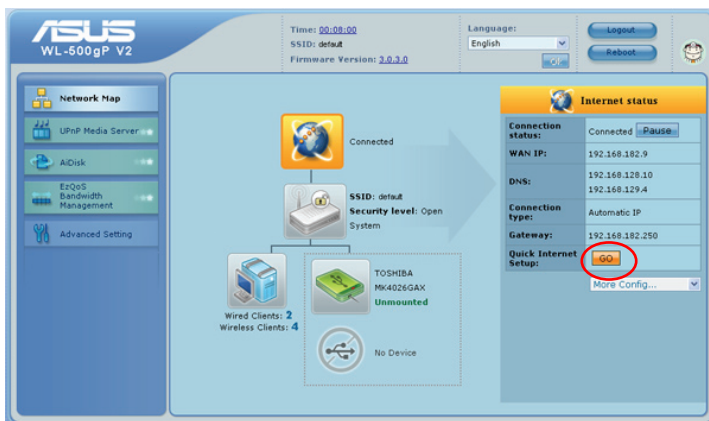 ASUS
WL-500gP V2
Time: 00:08:00
SSID: default
Firmware Version: 3.0.3.0
Language:
English
OK
Logout
Reboot
Network Map
UPnP Media Server
AiDisk
EzQoS
Bandwidth
Management
Advanced Setting
Connected
SSID: default
Security level: Open
System
Wired Clients: 2
Wireless Clients: 4
TOSHIBA
MK4026GAX
Unmounted
No Device
Internet status
Connection
status:
Connected Pause
WAN IP: 192.168.182.9
DNS: 192.168.128.10
192.168.129.4
Connection
type:
Automatic IP
Gateway: 192.168.182.250
Quick Internet
Setup:
GO
More Config...